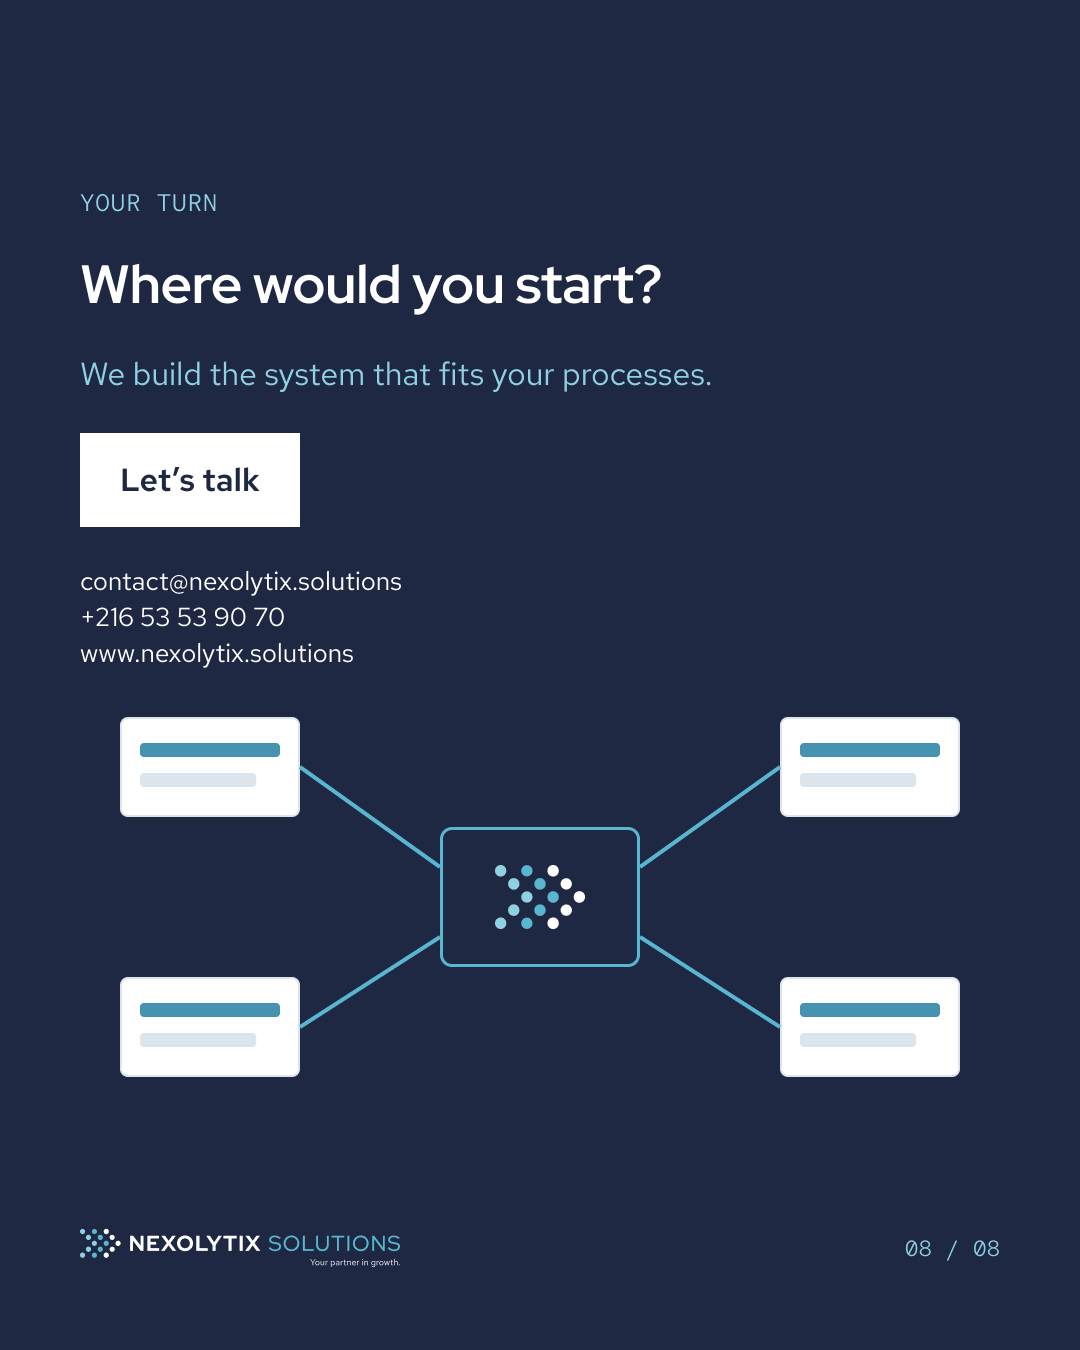 YOUR TURN
Where would you start?
We build the system that fits your processes.
Let’s talk
contact@nexolytix.solutions
+216 53 53 90 70
www.nexolytix.solutions
NEXOLYTIX SOLUTIONS
Your partner in growth.
08 / 08